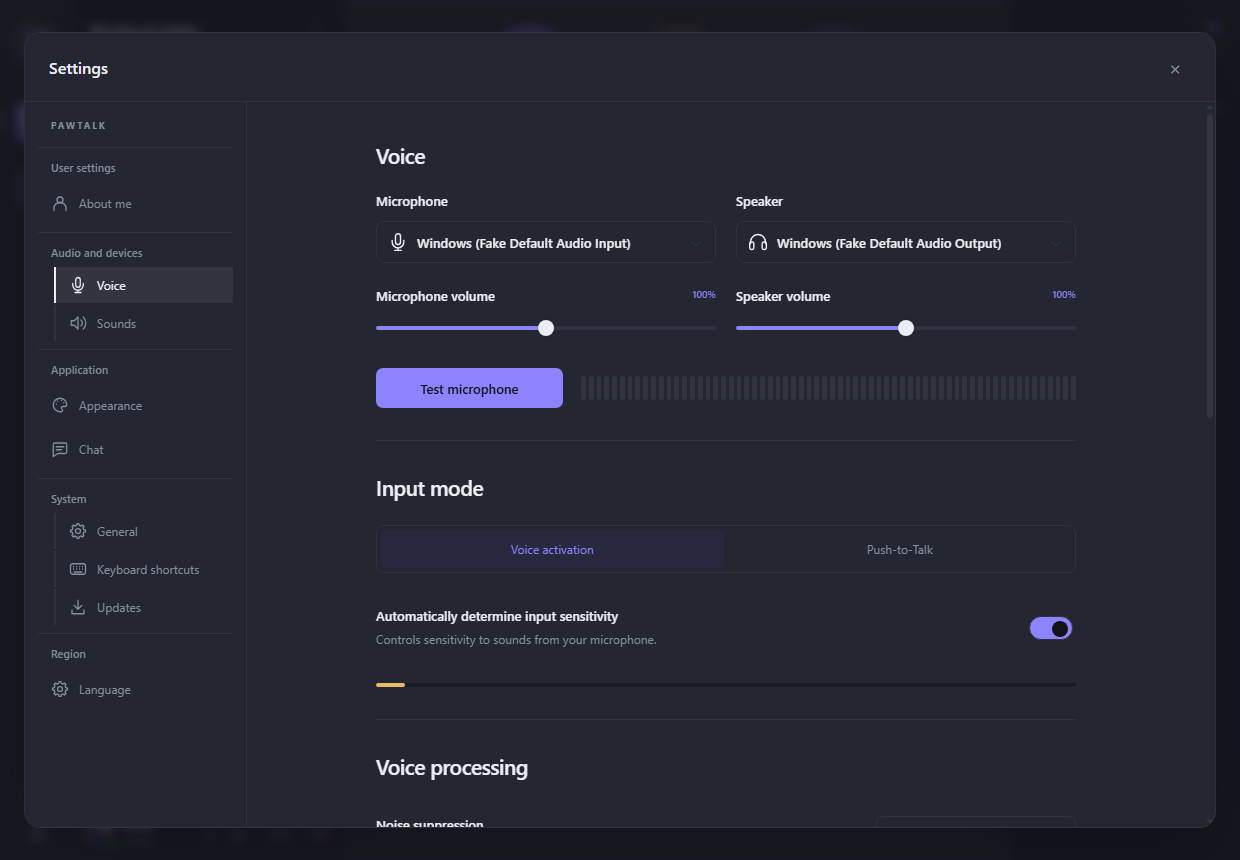 Settings
PAWTALK
User settings
About me
Audio and devices
Voice
Sounds
Application
Appearance
Chat
System
General
Keyboard shortcuts
Updates
Region
Language
Voice
Microphone
Speaker
Windows (Fake Default Audio Input)
Windows (Fake Default Audio Output)
Microphone volume 100%
Speaker volume 100%
Test microphone
Input mode
Voice activation
Push-to-Talk
Automatically determine input sensitivity
Controls sensitivity to sounds from your microphone.
Voice processing
Noise suppression